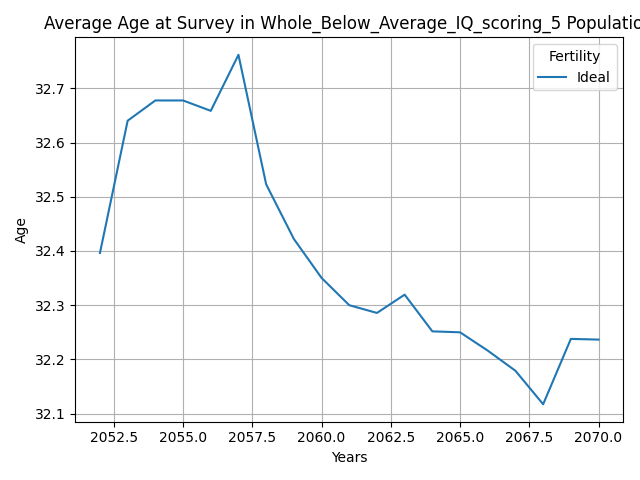 Average Age at Survey in Whole_Below_Average_IQ_scoring_5 Populatio
Fertility
Ideal
32.7
32.6
32.5
32.4
32.3
32.2
32.1
Age
2052.5 2055.0 2057.5 2060.0 2062.5 2065.0 2067.5 2070.0
Years